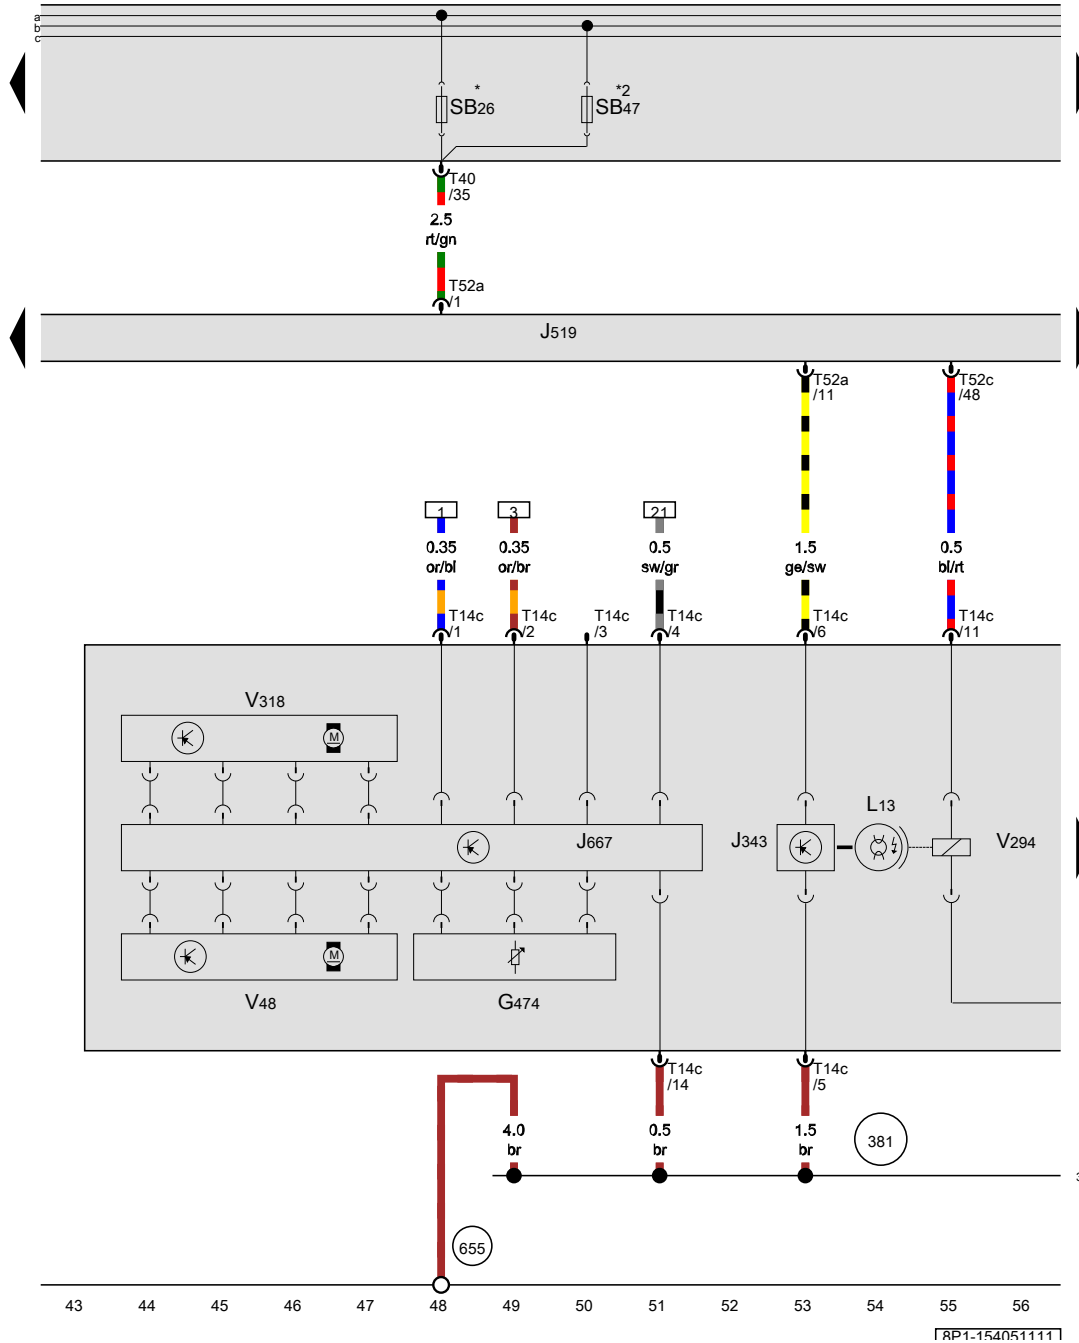 a
b
c
*
SB26
*2
SB47
T40
/35
2.5
rt/gn
T52a
/1
J519
T52a
/11
T52c
/48
1
3
21
0.35
or/bl
0.35
or/br
0.5
sw/gr
1.5
ge/sw
0.5
bl/rt
T14c
/1
T14c
/2
T14c
/3
T14c
/4
T14c
/6
T14c
/11
V318
M
L13
J667
J343
V294
M
V48
G474
T14c
/14
T14c
/5
4.0
br
0.5
br
1.5
br
381
3
655
43 44 45 46 47 48 49 50 51 52 53 54 55 56
8P1-154051111